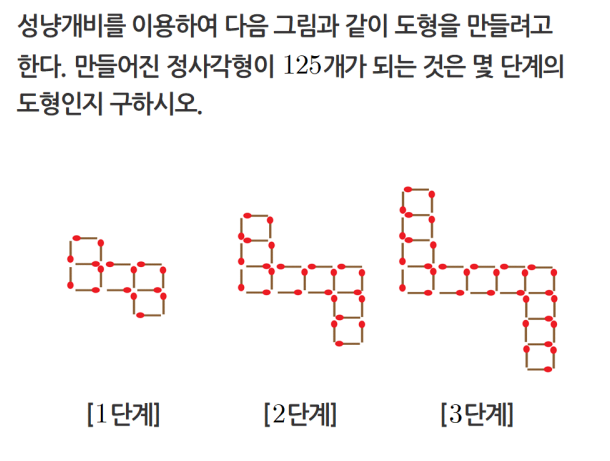 성냥개비를 이용하여 다음 그림과 같이 도형을 만들려고
한다. 만들어진 정사각형이 125개가 되는 것은 몇 단계의
도형인지 구하시오.
[1단계] [2단계] [3단계]